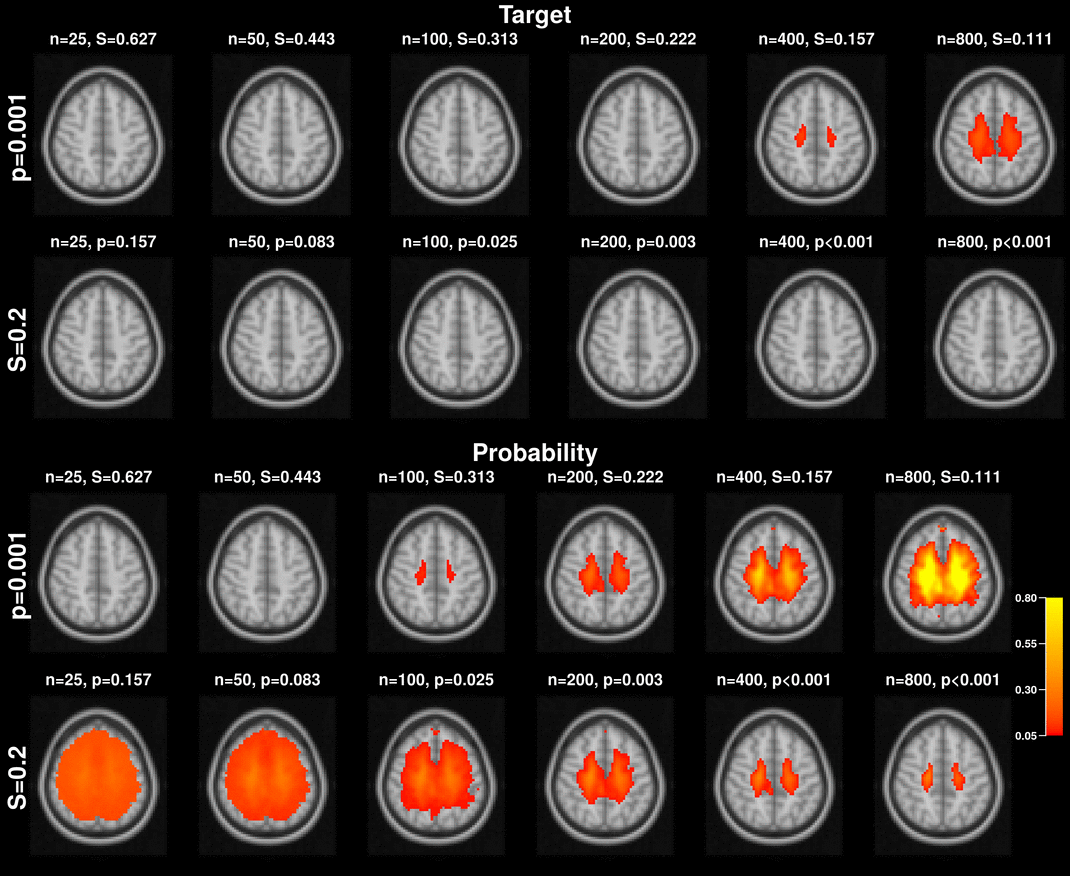 Target
n=25, S=0.627 n=50, S=0.443 n=100, S=0.313 n=200, S=0.222 n=400, S=0.157 n=800, S=0.111
p=0.001
n=25, p=0.157 n=50, p=0.083 n=100, p=0.025 n=200, p=0.003 n=400, p<0.001 n=800, p<0.001
S=0.2
Probability
n=25, S=0.627 n=50, S=0.443 n=100, S=0.313 n=200, S=0.222 n=400, S=0.157 n=800, S=0.111
p=0.001
0.80
0.55
0.30
0.05
n=25, p=0.157 n=50, p=0.083 n=100, p=0.025 n=200, p=0.003 n=400, p<0.001 n=800, p<0.001
S=0.2